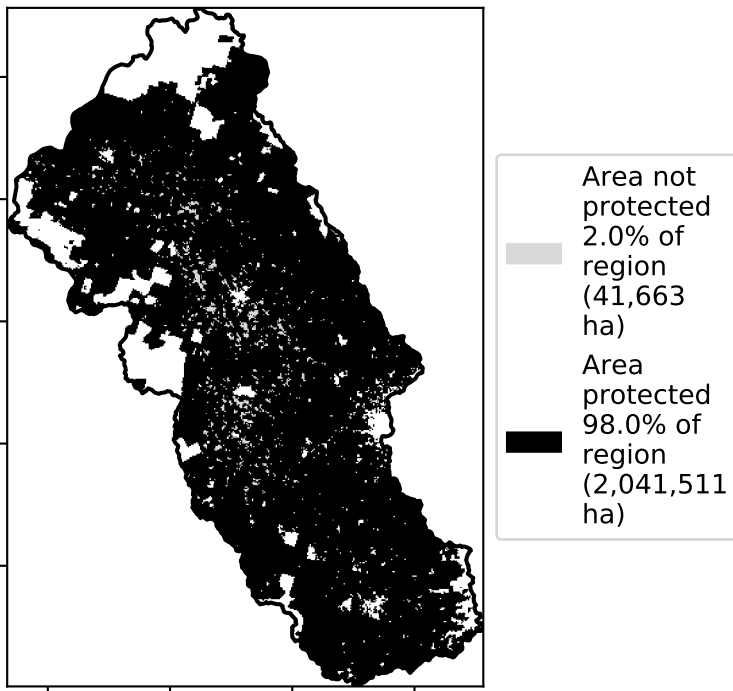 Area not
protected
2.0% of
region
(41,663
ha)
Area
protected
98.0% of
region
(2,041,511
ha)